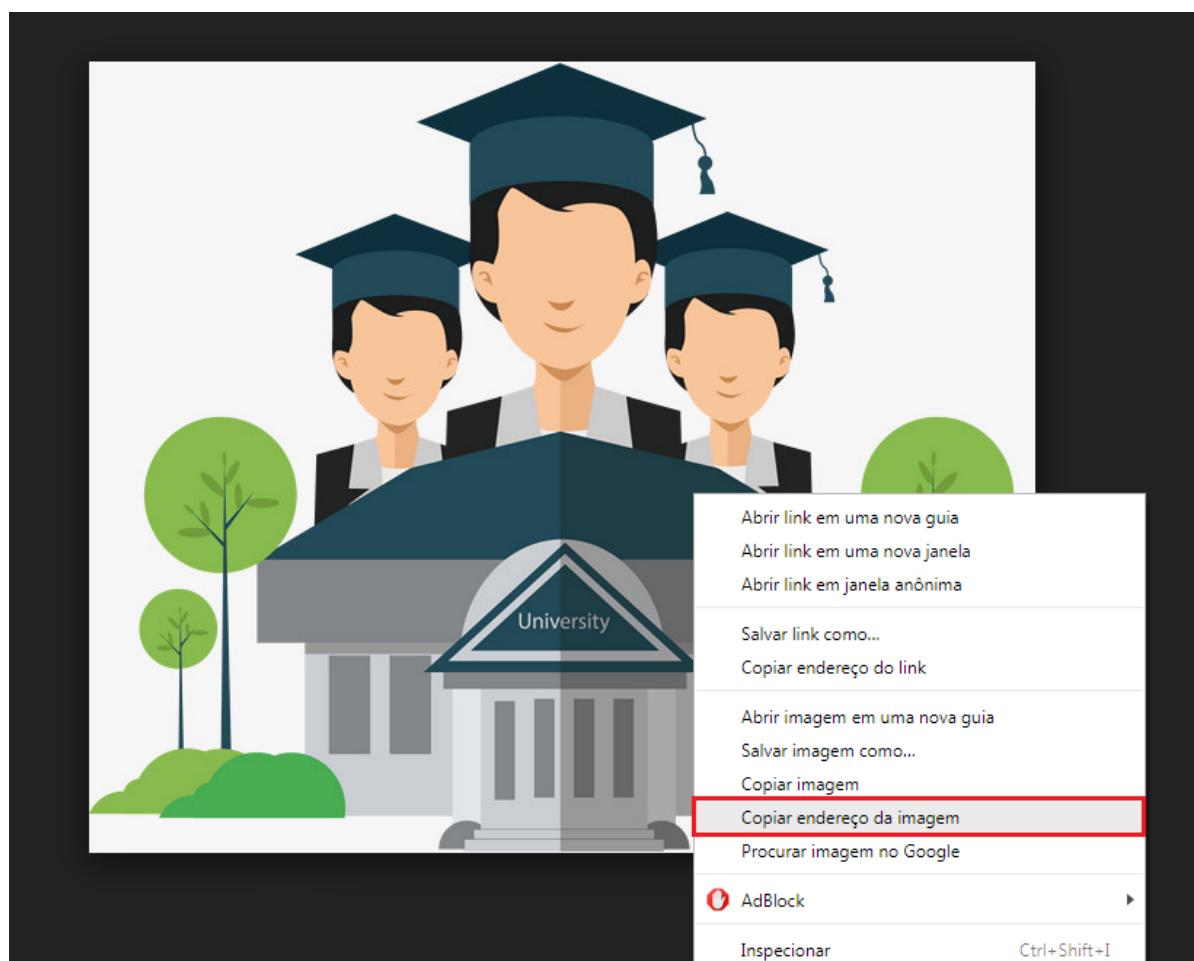 University
Abrir link em uma nova guia
Abrir link em uma nova janela
Abrir link em janela anônima
Salvar link como...
Copiar endereço do link
Abrir imagem em uma nova guia
Salvar imagem como...
Copiar imagem
Copiar endereço da imagem
Procurar imagem no Google
AdBlock
Inspecionar Ctrl+Shift+I